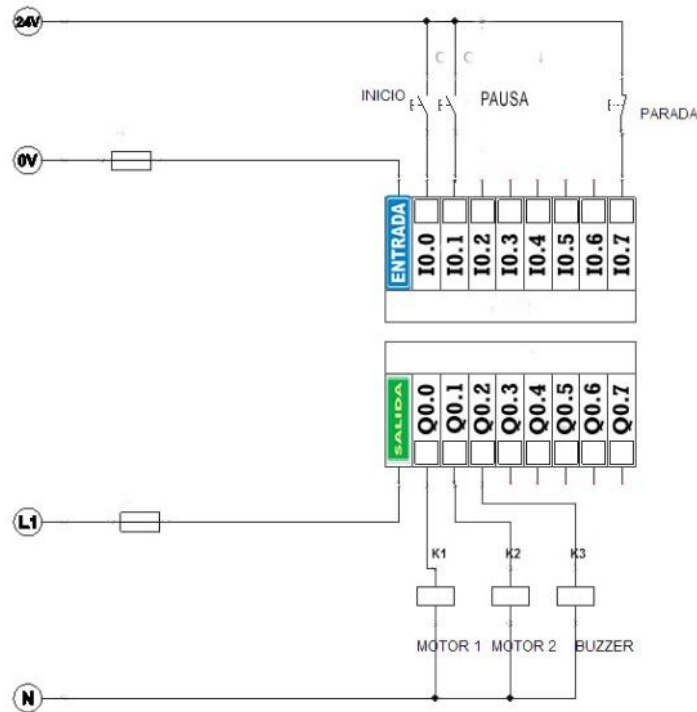 24V
INICIO
PAUSA
PARADA
0V
ENTRADA
I0.0
I0.1
I0.2
I0.3
I0.4
I0.5
I0.6
I0.7
SALIDA
Q0.0
Q0.1
Q0.2
Q0.3
Q0.4
Q0.5
Q0.6
Q0.7
L1
K1
K2
K3
MOTOR 1
MOTOR 2
BUZZER
N